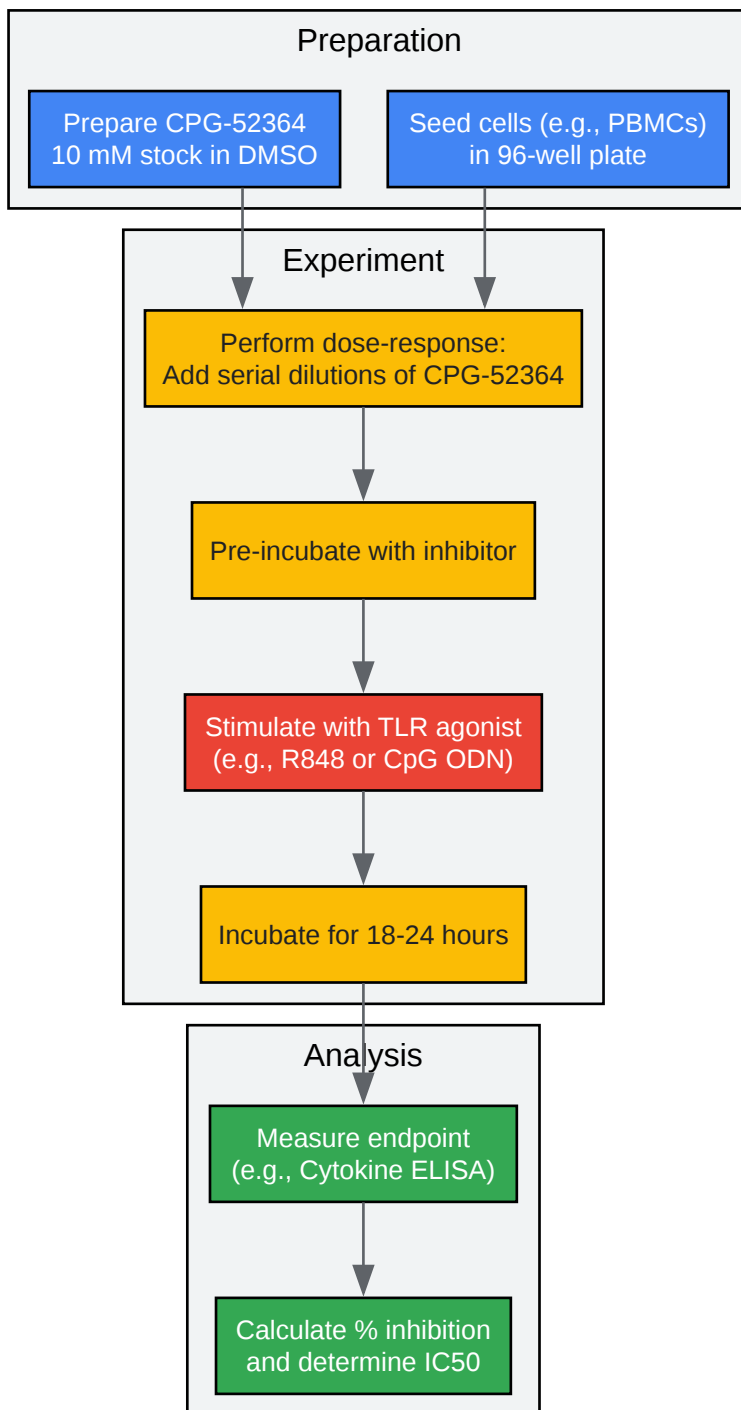 Preparation
Prepare CPG-52364
10 mM stock in DMSO
Seed cells (e.g., PBMCs)
in 96-well plate
Experiment
Perform dose-response:
Add serial dilutions of CPG-52364
Pre-incubate with inhibitor
Stimulate with TLR agonist
(e.g., R848 or CpG ODN)
Incubate for 18-24 hours
Analysis
Measure endpoint
(e.g., Cytokine ELISA)
Calculate % inhibition
and determine IC50